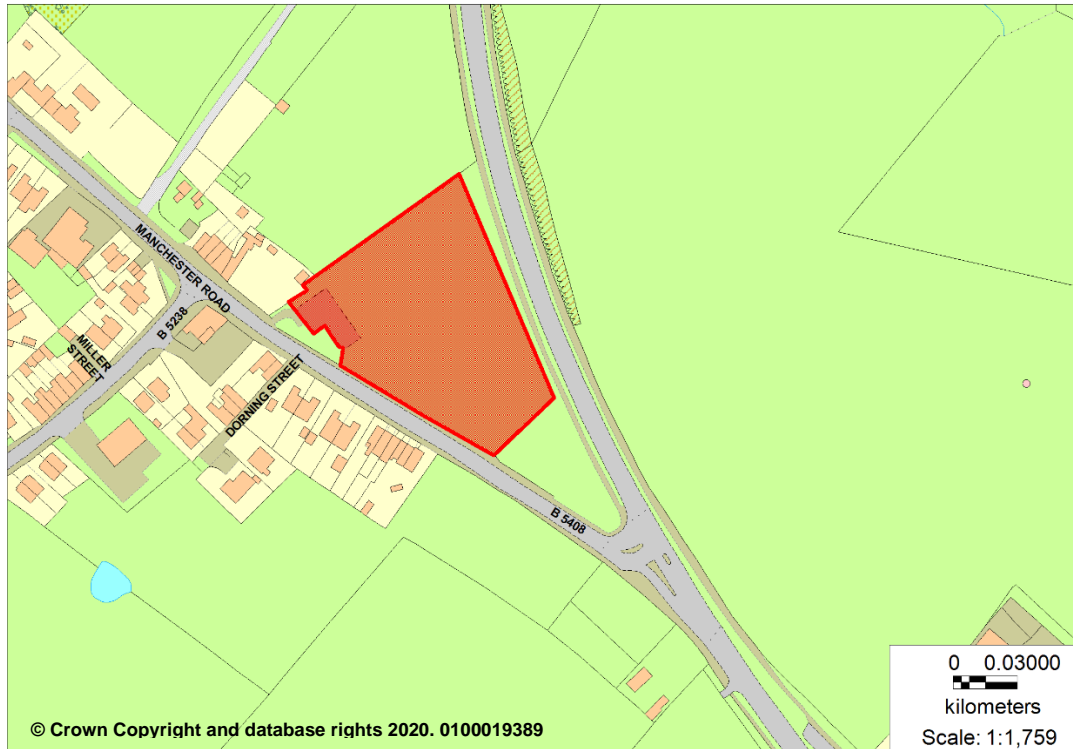 MANCHESTER ROAD
B 5238
MILLER
STREET
DORNING STREET
B 5408
0 0.03000
kilometers
Scale: 1:1,759
© Crown Copyright and database rights 2020. 0100019389